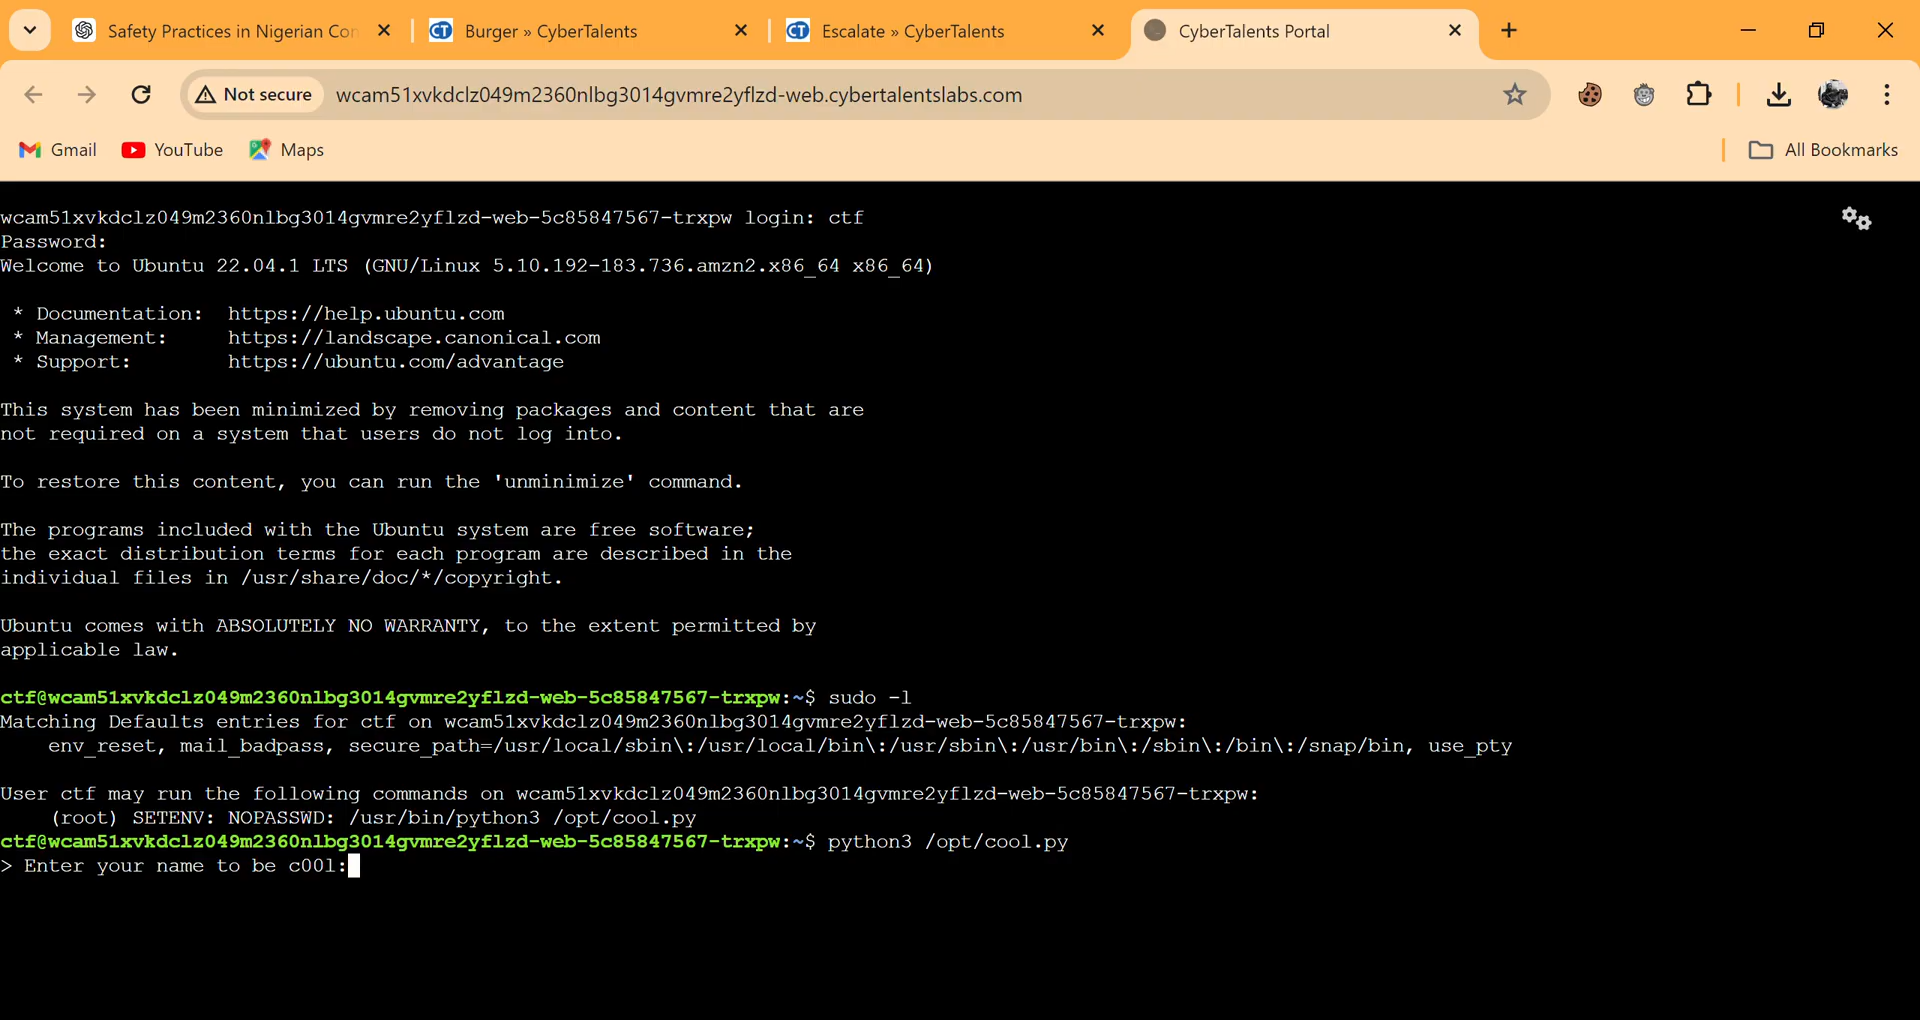 Safety Practices in Nigerian Con
Burger » CyberTalents
Escalate » CyberTalents
CyberTalents Portal
Not secure
wcam51xvkdclz049m2360nlbg3014gvmre2yflzd-web.cybertalentslabs.com
Gmail
YouTube
Maps
All Bookmarks
wcam51xvkdclz049m2360nlbg3014gvmre2yflzd-web-5c85847567-trxpw login: ctf
Password:
Welcome to Ubuntu 22.04.1 LTS (GNU/Linux 5.10.192-183.736.amzn2.x86_64 x86_64)
* Documentation:  https://help.ubuntu.com
* Management:     https://landscape.canonical.com
* Support:        https://ubuntu.com/advantage
This system has been minimized by removing packages and content that are
not required on a system that users do not log into.
To restore this content, you can run the 'unminimize' command.
The programs included with the Ubuntu system are free software;
the exact distribution terms for each program are described in the
individual files in /usr/share/doc/*/copyright.
Ubuntu comes with ABSOLUTELY NO WARRANTY, to the extent permitted by
applicable law.
ctf@wcam51xvkdclz049m2360nlbg3014gvmre2yflzd-web-5c85847567-trxpw:~$ sudo -l
Matching Defaults entries for ctf on wcam51xvkdclz049m2360nlbg3014gvmre2yflzd-web-5c85847567-trxpw:
env_reset, mail_badpass, secure_path=/usr/local/sbin\:/usr/local/bin\:/usr/sbin\:/usr/bin\:/sbin\:/bin\:/snap/bin, use_pty
User ctf may run the following commands on wcam51xvkdclz049m2360nlbg3014gvmre2yflzd-web-5c85847567-trxpw:
(root) SETENV: NOPASSWD: /usr/bin/python3 /opt/cool.py
ctf@wcam51xvkdclz049m2360nlbg3014gvmre2yflzd-web-5c85847567-trxpw:~$ python3 /opt/cool.py
> Enter your name to be c00l: